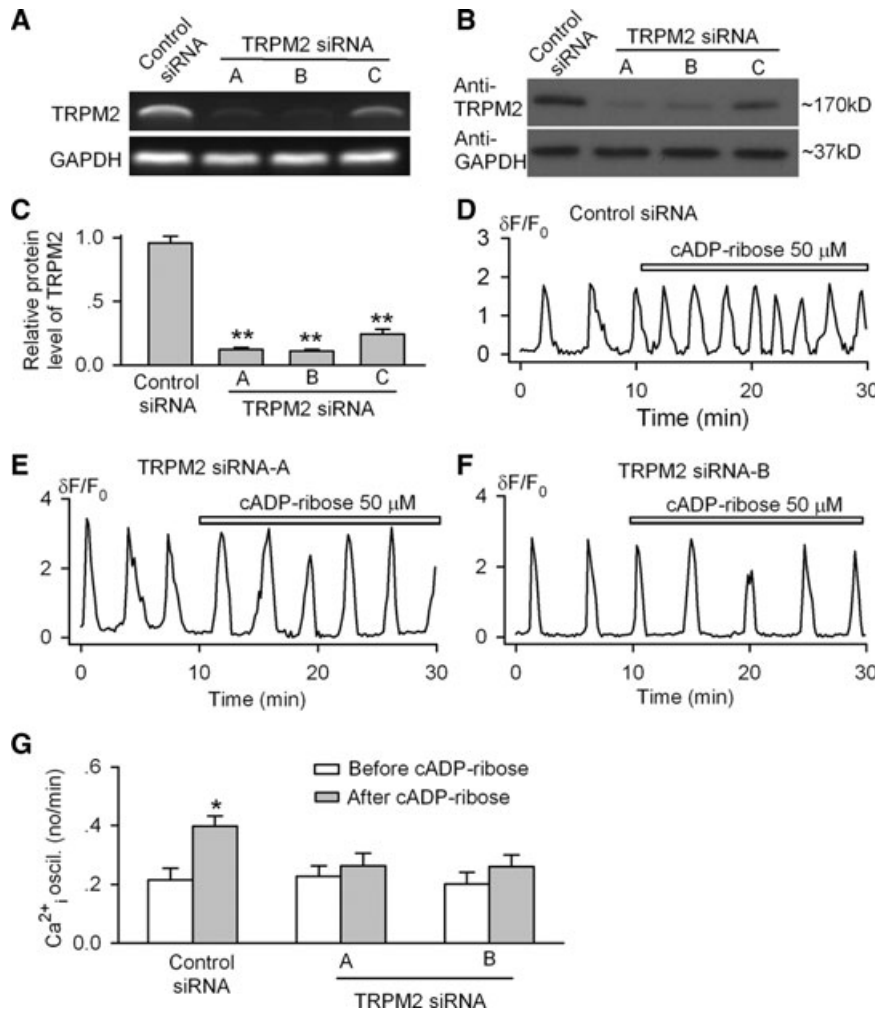 A
Control siRNA
TRPM2 siRNA
A B C
TRPM2
GAPDH
B
Control siRNA
TRPM2 siRNA
A B C
Anti-TRPM2
~170kD
Anti-GAPDH
~37kD
C
Relative protein level of TRPM2
1.0
.5
0.0
** ** **
Control siRNA
A B C
TRPM2 siRNA
D
Control siRNA
δF/F₀
cADP-ribose 50 μM
3
2
1
0
0 10 20 30
Time (min)
E
TRPM2 siRNA-A
δF/F₀
cADP-ribose 50 μM
4
2
0
0 10 20 30
Time (min)
F
TRPM2 siRNA-B
δF/F₀
cADP-ribose 50 μM
4
2
0
0 10 20 30
Time (min)
G
Ca²⁺ᵢ oscil. (no/min)
.6
.4
.2
0.0
Before cADP-ribose
After cADP-ribose
*
Control siRNA
A B
TRPM2 siRNA